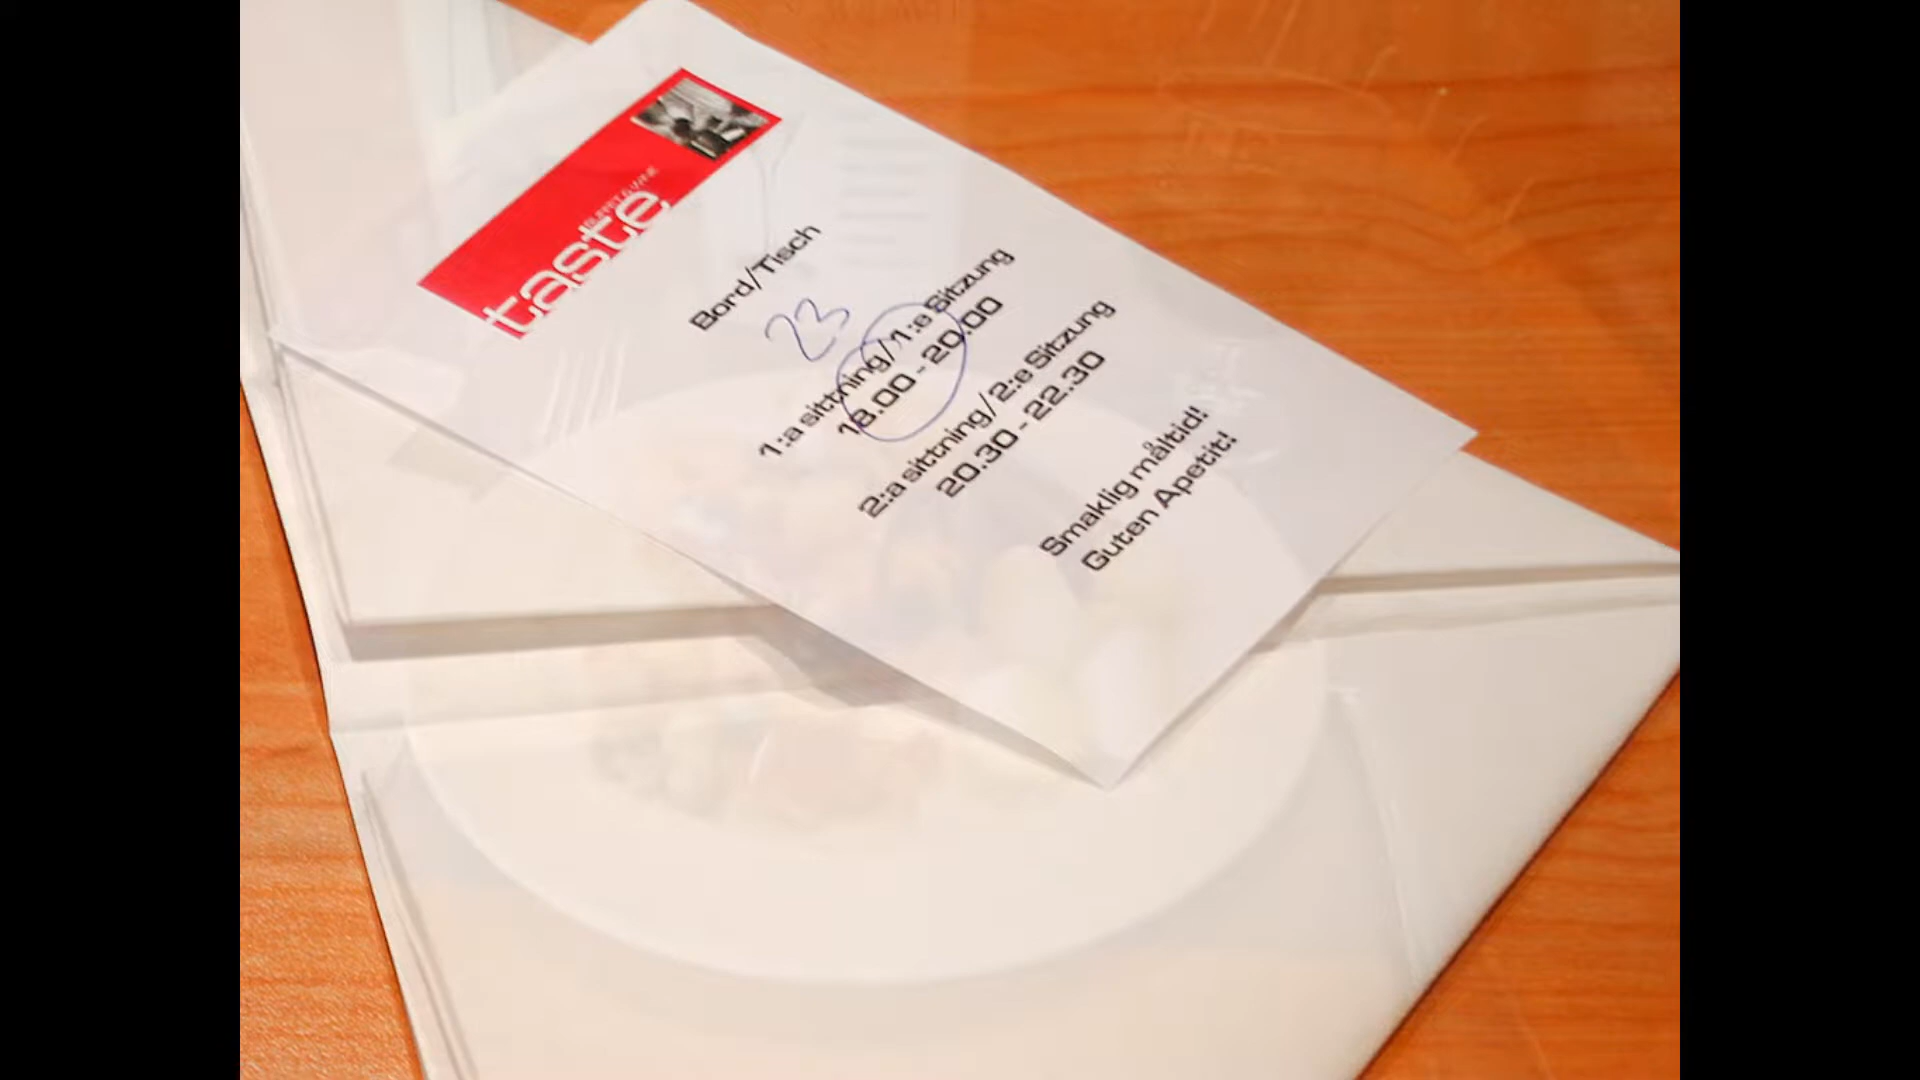 taste
Bord/Tisch
23
1:a sittning/1:e Sitzung
18.00 - 20.00
2:a sittning/2:e Sitzung
20.30 - 22.30
Smaklig måltid!
Guten Apetit!